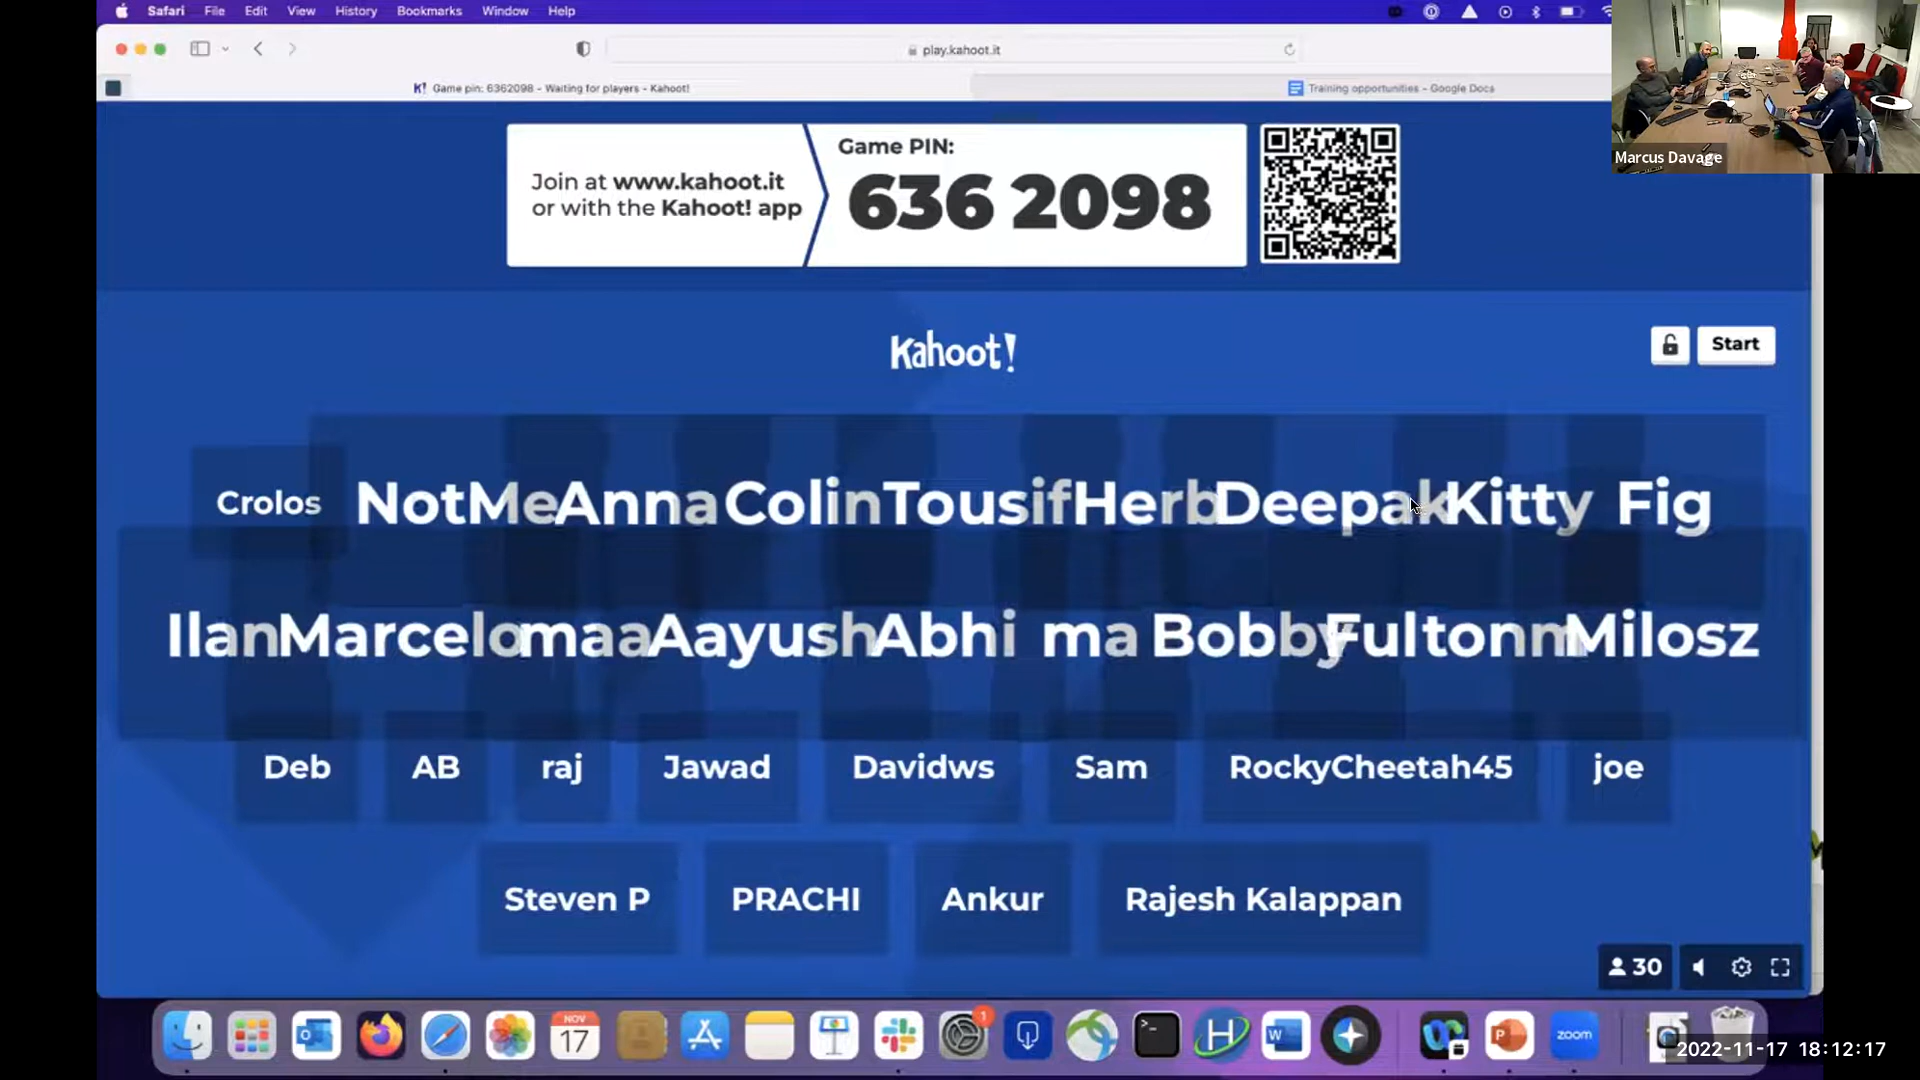 Safari File Edit View History Bookmarks Window Help
play.kahoot.it
K! Game pin: 6362098 - Waiting for players - Kahoot!
Training opportunities - Google Docs
Marcus Davage
Join at www.kahoot.it
or with the Kahoot! app
Game PIN:
636 2098
Kahoot!
Start
Crolos NotMe Anna Colin Tousif Herb Deepak Kitty Fig
Ilan Marcelo maa Aayush Abhi ma Bobby Fultonm Milosz
Deb AB raj Jawad Davidws Sam RockyCheetah45 joe
Steven P PRACHI Ankur Rajesh Kalappan
30
NOV
17
1
W
P
zoom
2022-11-17 18:12:17